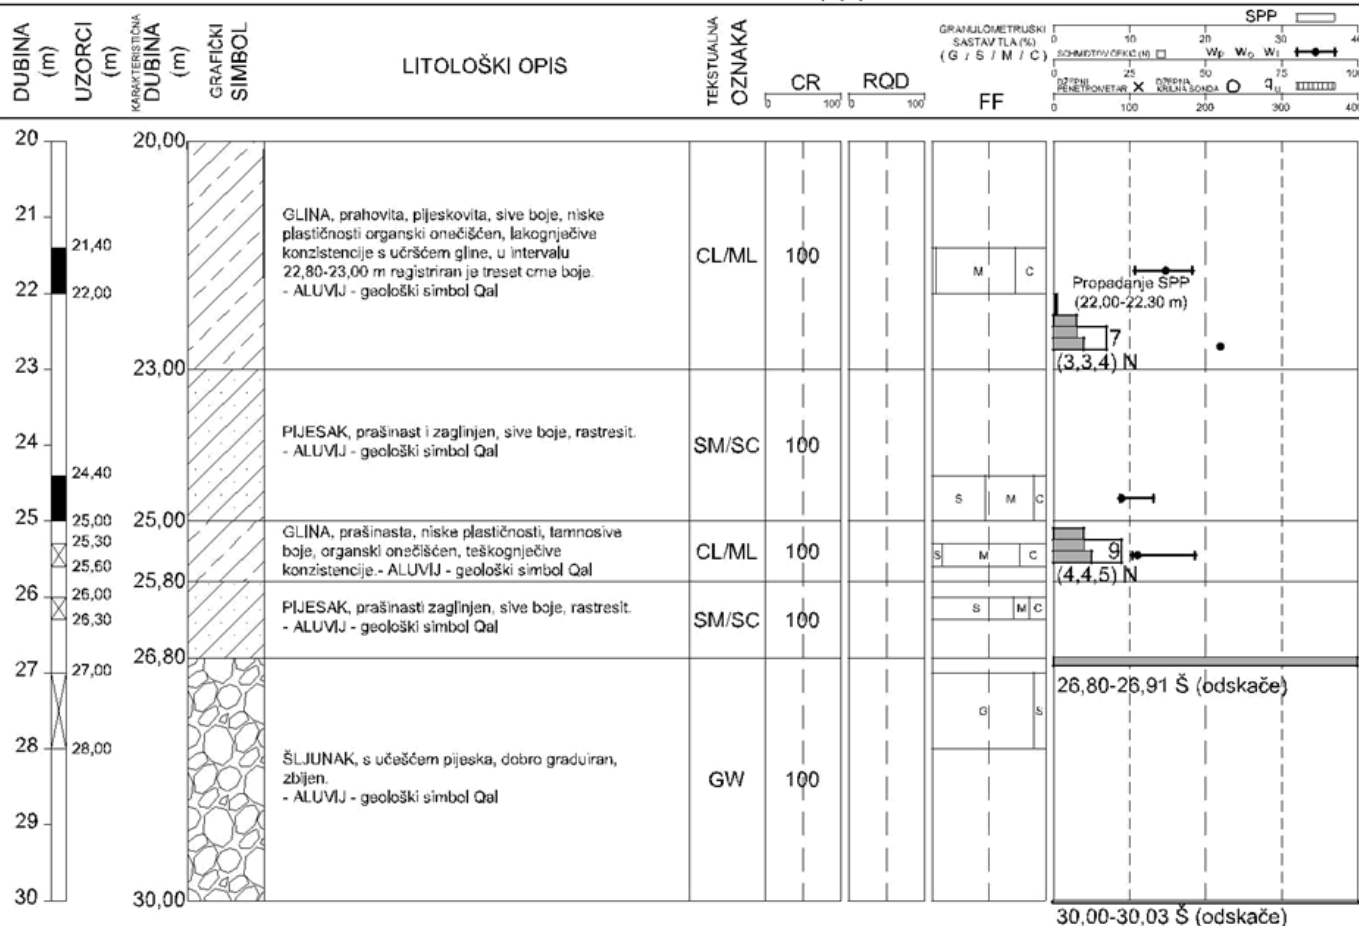 DUBINA (m)
UZORCI (m)
KARAKTERISTIČNA DUBINA (m)
GRAFIČKI SIMBOL
LITOLOŠKI OPIS
TEKSTUALNA OZNAKA
CR
0 100
RQD
0 100
GRANULOMETRIJSKI
SASTAV TLA (%)
(G / S / M / C)
FF
SPP
0 10 20 30 40
SCHMIDTOV ČEKIĆ (N) WP WO Wl
0 25 50 75 100
DŽEPNI PENETROMETAR X DŽEPNA KRILNA SONDA O qu
0 100 200 300 400
20
21
22
23
24
25
26
27
28
29
30
21,40
22,00
24,40
25,00
25,30
25,60
26,00
26,30
27,00
28,00
20,00
23,00
25,00
25,80
26,80
30,00
GLINA, prahovita, pijeskovita, sive boje, niske
plastičnosti organski onečišćen, lakognječive
konzistencije s učršćem gline, u intervalu
22,80-23,00 m registriran je treset crne boje.
- ALUVIJ - geološki simbol Qal
CL/ML
100
M C
Propadanje SPP
(22,00-22,30 m)
7
(3,3,4) N
PIJESAK, prašinast i zaglinjen, sive boje, rastresit.
- ALUVIJ - geološki simbol Qal
SM/SC
100
S M C
GLINA, prašinasta, niske plastičnosti, tamnosive
boje, organski onečišćen, teškognječive
konzistencije.- ALUVIJ - geološki simbol Qal
CL/ML
100
S M C
9
(4,4,5) N
PIJESAK, prašinasti zaglinjen, sive boje, rastresit.
- ALUVIJ - geološki simbol Qal
SM/SC
100
S M C
26,80-26,91 Š (odskače)
G S
ŠLJUNAK, s učešćem pijeska, dobro graduiran,
zbijen.
- ALUVIJ - geološki simbol Qal
GW
100
30,00-30,03 Š (odskače)